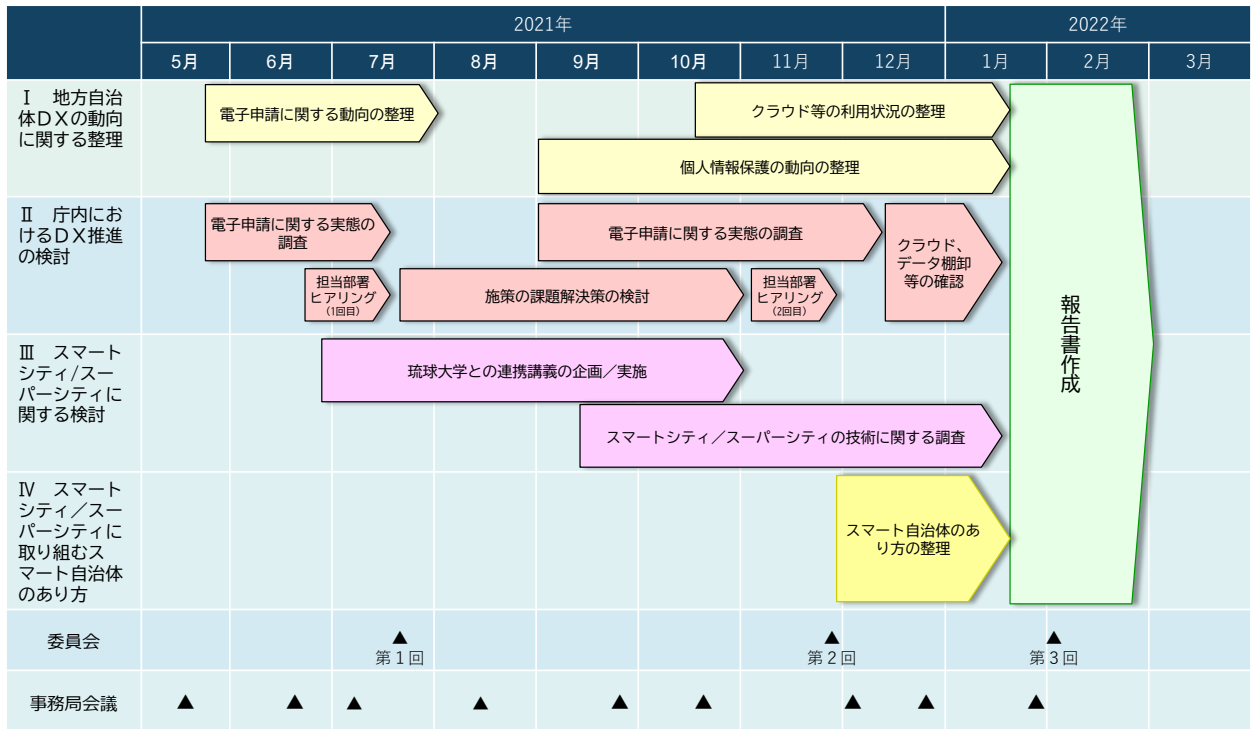 2021年
2022年
5月
6月
7月
8月
9月
10月
11月
12月
1月
2月
3月
Ⅰ　地方自治
体ＤＸの動向
に関する整理
電子申請に関する動向の整理
クラウド等の利用状況の整理
個人情報保護の動向の整理
Ⅱ　庁内にお
けるＤＸ推進
の検討
電子申請に関する実態の
調査
電子申請に関する実態の調査
クラウド、
データ棚卸
等の確認
担当部署
ヒアリング
（1回目）
施策の課題解決策の検討
担当部署
ヒアリング
（2回目）
報告書作成
Ⅲ　スマート
シティ/スー
パーシティに
関する検討
琉球大学との連携講義の企画／実施
スマートシティ／スーパーシティの技術に関する調査
Ⅳ　スマート
シティ／スー
パーシティに
取り組むス
マート自治体
のあり方
スマート自治体のあ
り方の整理
委員会
▲
▲
▲
第１回
第２回
第３回
事務局会議
▲ ▲ ▲ ▲ ▲ ▲ ▲ ▲ ▲